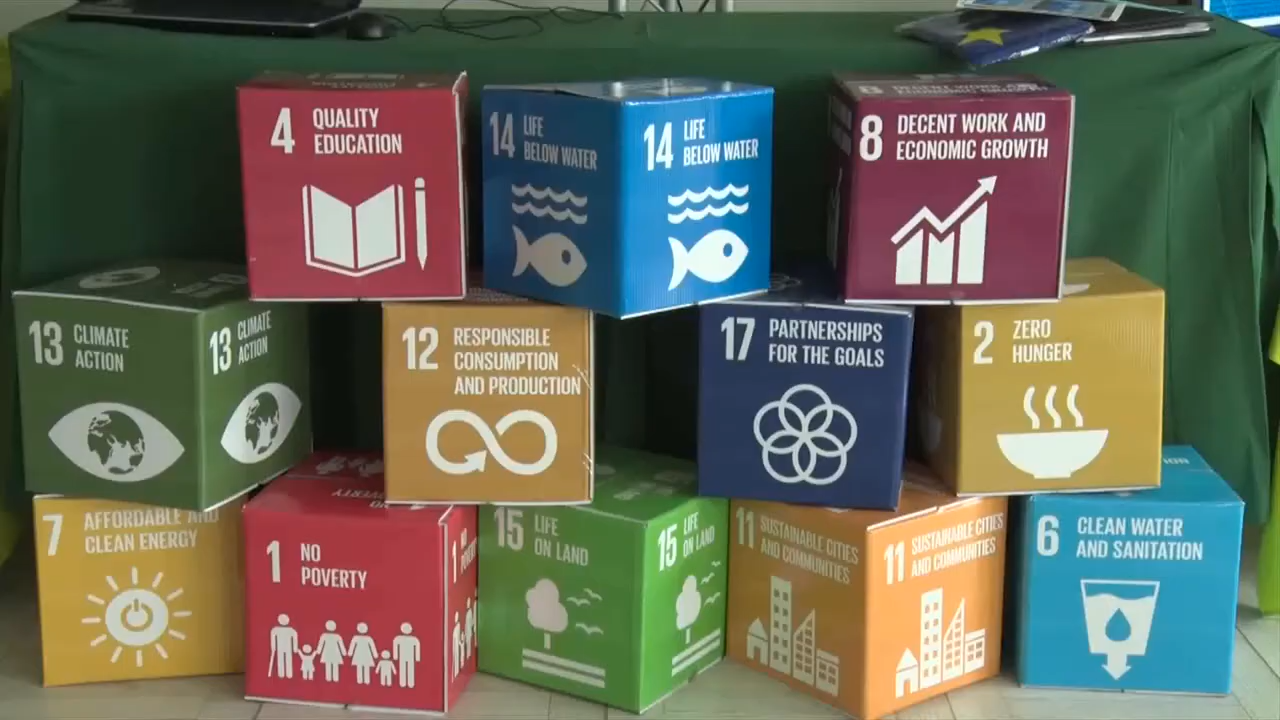 4 QUALITY
EDUCATION
14 LIFE
BELOW WATER
14 LIFE
BELOW WATER
8 DECENT WORK AND
ECONOMIC GROWTH
13 CLIMATE
ACTION
13 CLIMATE
ACTION
12 RESPONSIBLE
CONSUMPTION
AND PRODUCTION
17 PARTNERSHIPS
FOR THE GOALS
2 ZERO
HUNGER
7 AFFORDABLE AND
CLEAN ENERGY
1 NO
POVERTY
1 NO
POVERTY
15 LIFE
ON LAND
15 LIFE
ON LAND
11 SUSTAINABLE CITIES
AND COMMUNITIES
11 SUSTAINABLE CITIES
AND COMMUNITIES
6 CLEAN WATER
AND SANITATION